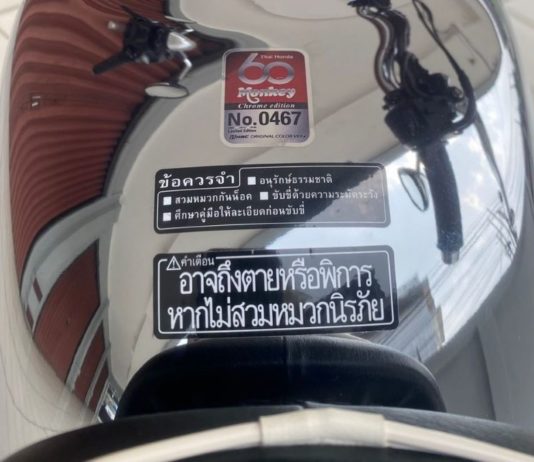 Thai Honda
60
Monkey
Chrome edition
No.0467
Limited Edition
ORIGINAL COLOR
ข้อควรจำ ■ อนุรักษ์ธรรมชาติ
■ สวมหมวกกันน็อค ■ ขับขี่ด้วยความระมัดระวัง
■ ศึกษาคู่มือให้ละเอียดก่อนขับขี่
⚠คำเตือน
อาจถึงตายหรือพิการ
หากไม่สวมหมวกนิรภัย